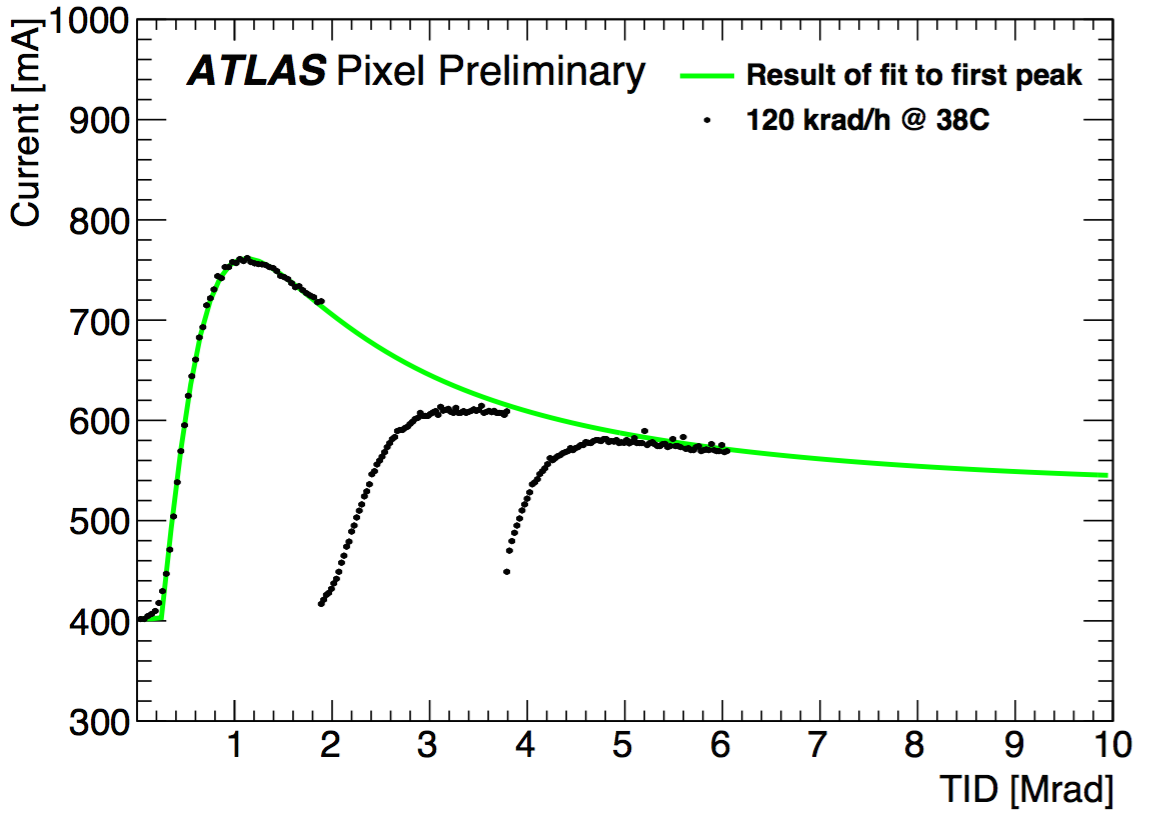 Current [mA]
1000
900
800
700
600
500
400
300
ATLAS Pixel Preliminary
Result of fit to first peak
120 krad/h @ 38C
1 2 3 4 5 6 7 8 9 10
TID [Mrad]